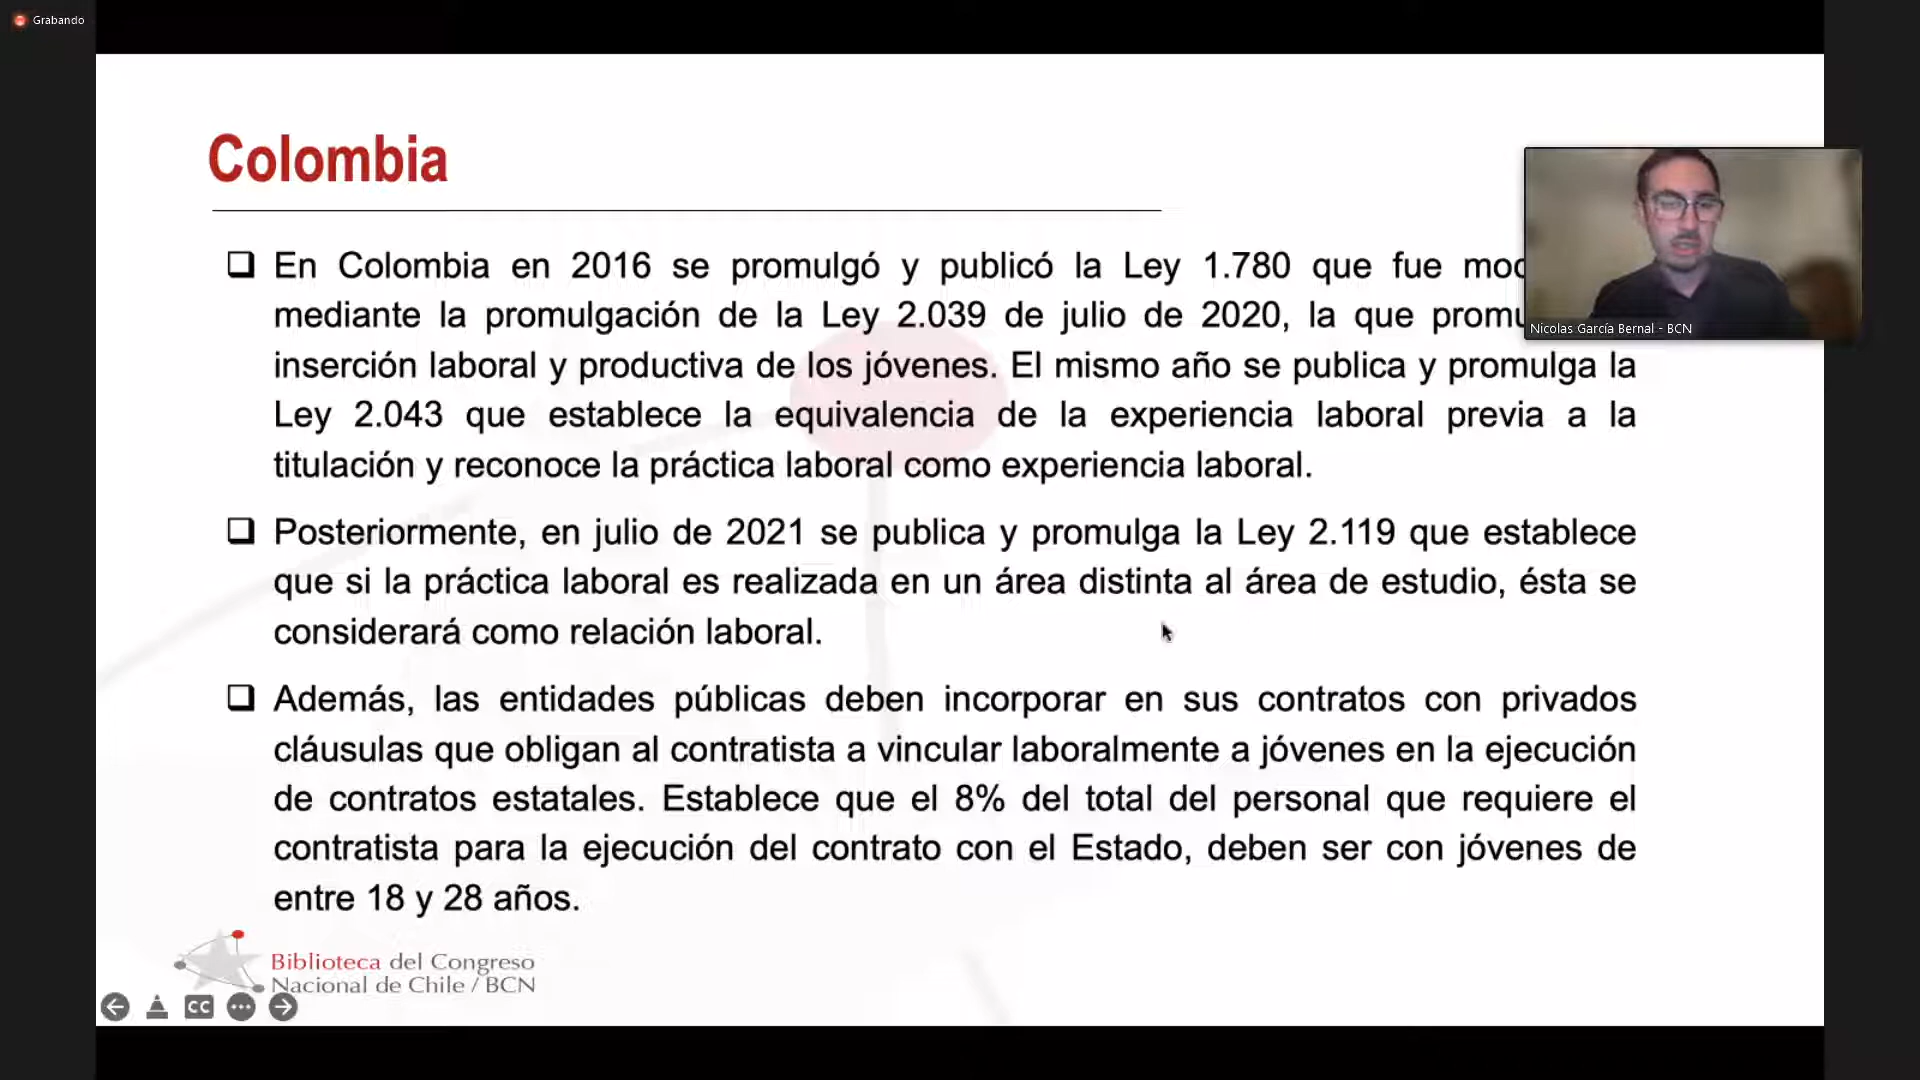 Grabando
Colombia
En Colombia en 2016 se promulgó y publicó la Ley 1.780 que fue
mediante la promulgación de la Ley 2.039 de julio de 2020, la que
inserción laboral y productiva de los jóvenes. El mismo año se publica y promulga la
Ley 2.043 que establece la equivalencia de la experiencia laboral previa a la
titulación y reconoce la práctica laboral como experiencia laboral.
Posteriormente, en julio de 2021 se publica y promulga la Ley 2.119 que establece
que si la práctica laboral es realizada en un área distinta al área de estudio, ésta se
considerará como relación laboral.
Además, las entidades públicas deben incorporar en sus contratos con privados
cláusulas que obligan al contratista a vincular laboralmente a jóvenes en la ejecución
de contratos estatales. Establece que el 8% del total del personal que requiere el
contratista para la ejecución del contrato con el Estado, deben ser con jóvenes de
entre 18 y 28 años.
Nicolas García Bernal - BCN
Biblioteca del Congreso
Nacional de Chile / BCN
CC